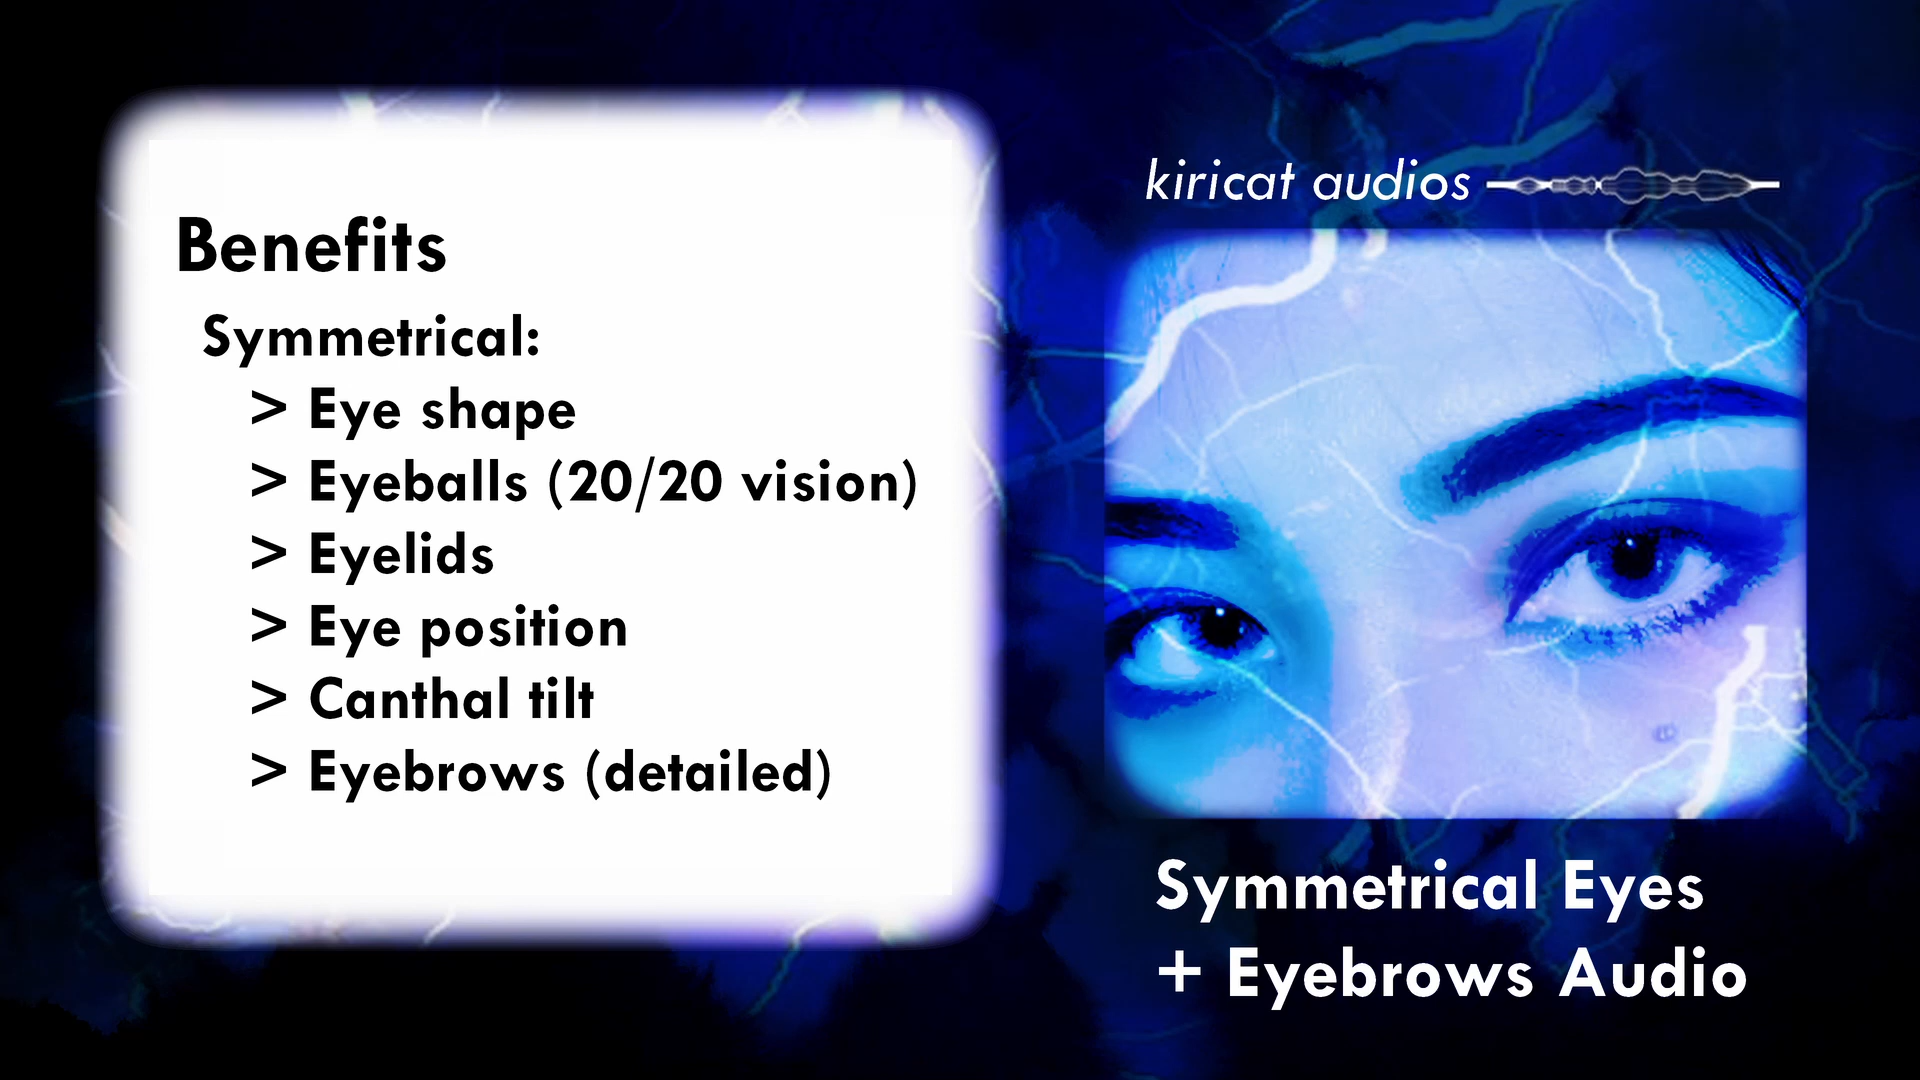 Benefits
Symmetrical:
> Eye shape
> Eyeballs (20/20 vision)
> Eyelids
> Eye position
> Canthal tilt
> Eyebrows (detailed)
kiricat audios
Symmetrical Eyes
+ Eyebrows Audio